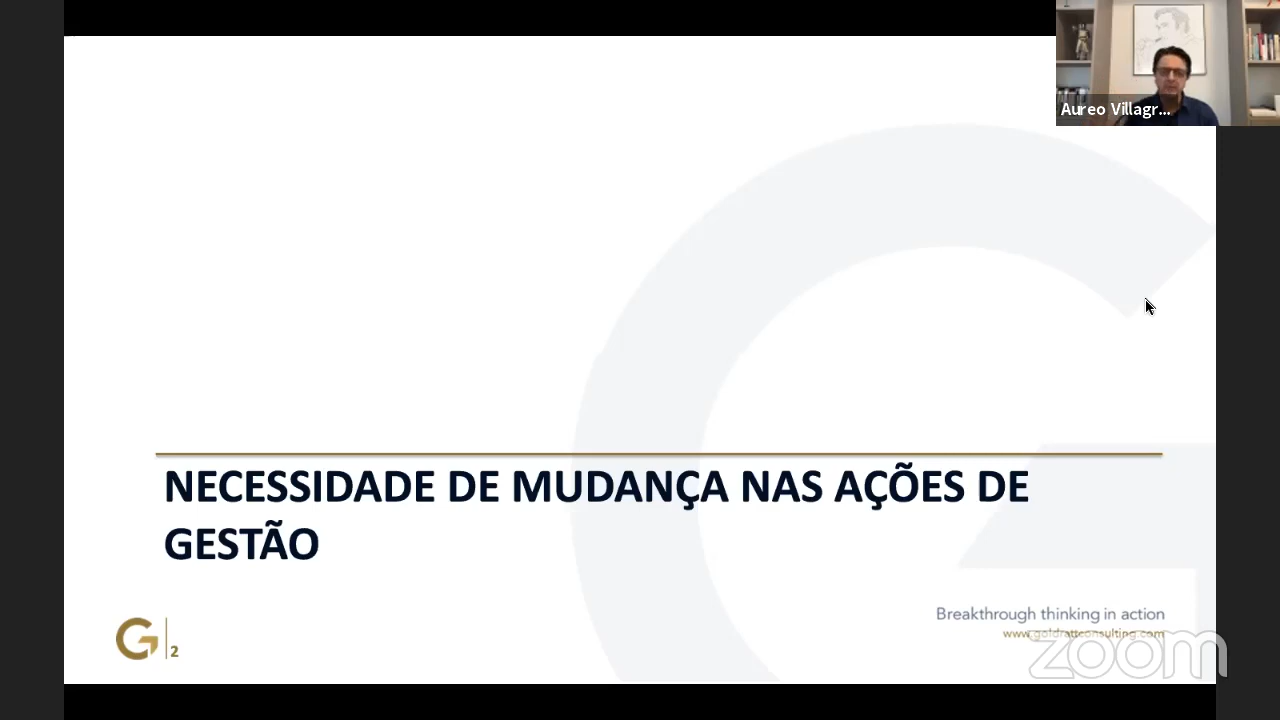 Aureo Villagr...
NECESSIDADE DE MUDANÇA NAS AÇÕES DE
GESTÃO
Breakthrough thinking in action
www.goldrattconsulting.com
G 2
zoom